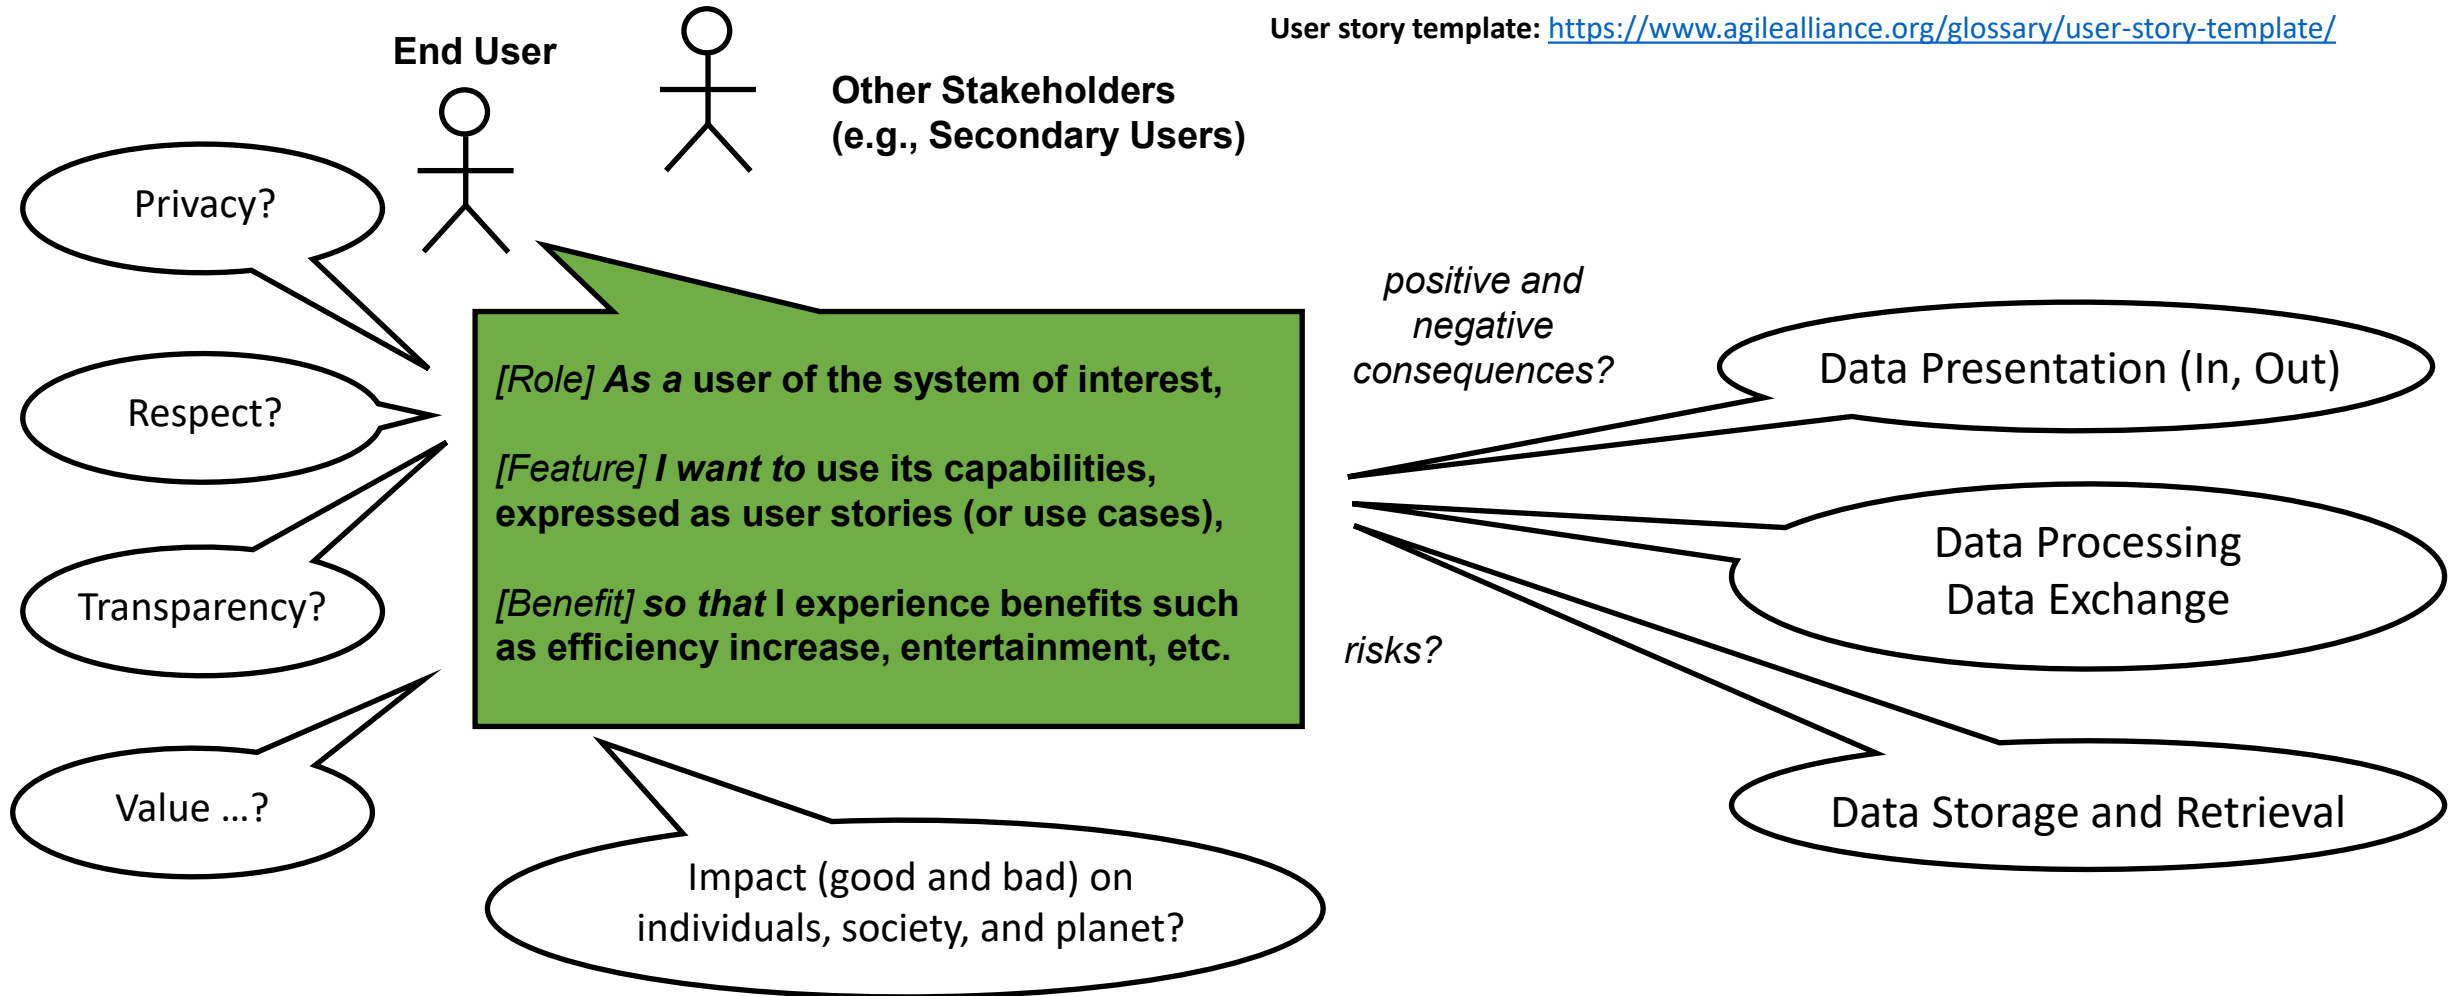 User story template: https://www.agilealliance.org/glossary/user-story-template/
End User
Other Stakeholders
(e.g., Secondary Users)
Privacy?
Respect?
Transparency?
Value ...?
[Role] As a user of the system of interest,
[Feature] I want to use its capabilities,
expressed as user stories (or use cases),
[Benefit] so that I experience benefits such
as efficiency increase, entertainment, etc.
positive and
negative
consequences?
risks?
Data Presentation (In, Out)
Data Processing
Data Exchange
Data Storage and Retrieval
Impact (good and bad) on
individuals, society, and planet?